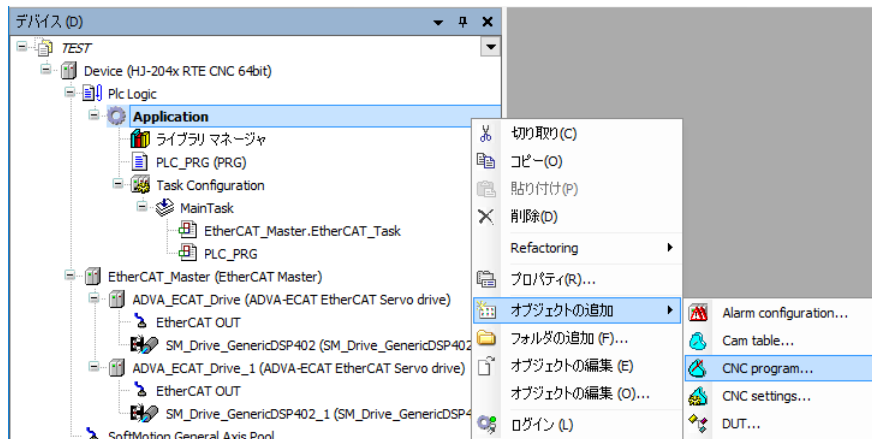 デバイス (D)
TEST
Device (HJ-204x RTE CNC 64bit)
Plc Logic
Application
ライブラリ マネージャ
PLC_PRG (PRG)
Task Configuration
MainTask
EtherCAT_Master.EtherCAT_Task
PLC_PRG
EtherCAT_Master (EtherCAT Master)
ADVA_ECAT_Drive (ADVA-ECAT EtherCAT Servo drive)
EtherCAT OUT
SM_Drive_GenericDSP402 (SM_Drive_GenericDSP402
ADVA_ECAT_Drive_1 (ADVA-ECAT EtherCAT Servo drive)
EtherCAT OUT
SM_Drive_GenericDSP402_1 (SM_Drive_GenericDSP4
SoftMotion General Axis Pool
切り取り(C)
コピー(O)
貼り付け(P)
削除(D)
Refactoring
プロパティ(R)...
オブジェクトの追加
フォルダの追加 (F)...
オブジェクトの編集 (E)
オブジェクトの編集 (O)...
ログイン (L)
Alarm configuration...
Cam table...
CNC program...
CNC settings...
DUT...